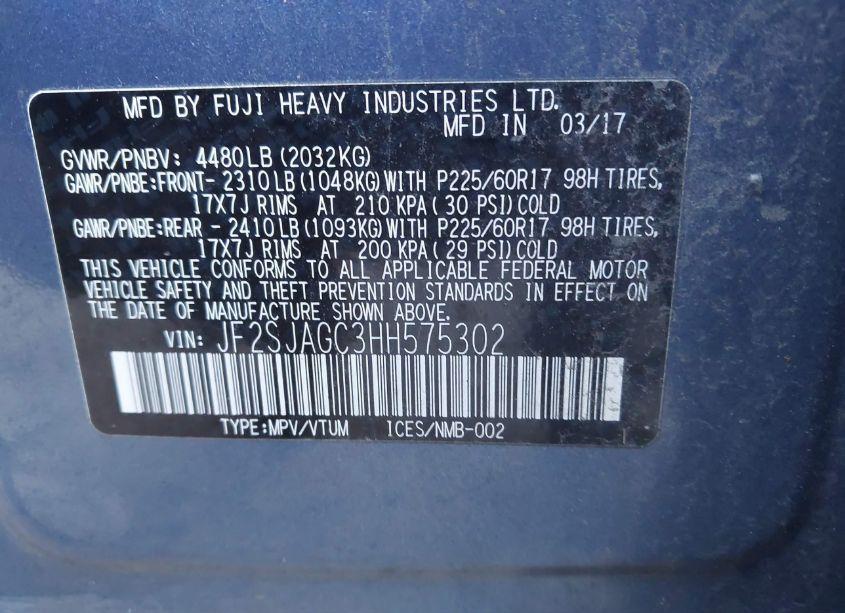 MFD BY FUJI HEAVY INDUSTRIES LTD.
MFD IN 03/17
GVWR/PNBV: 4480LB (2032KG)
GAWR/PNBE:FRONT- 2310LB (1048KG) WITH P225/60R17 98H TIRES,
17X7J RIMS AT 210 KPA ( 30 PSI) COLD
GAWR/PNBE:REAR - 2410LB (1093KG) WITH P225/60R17 98H TIRES,
17X7J RIMS AT 200 KPA ( 29 PSI) COLD
THIS VEHICLE CONFORMS TO ALL APPLICABLE FEDERAL MOTOR
VEHICLE SAFETY AND THEFT PREVENTION STANDARDS IN EFFECT ON
THE DATE OF MANUFACTURE SHOWN ABOVE.
VIN: JF2SJAGC3HH575302
TYPE:MPV/VTUM ICES/NMB-002